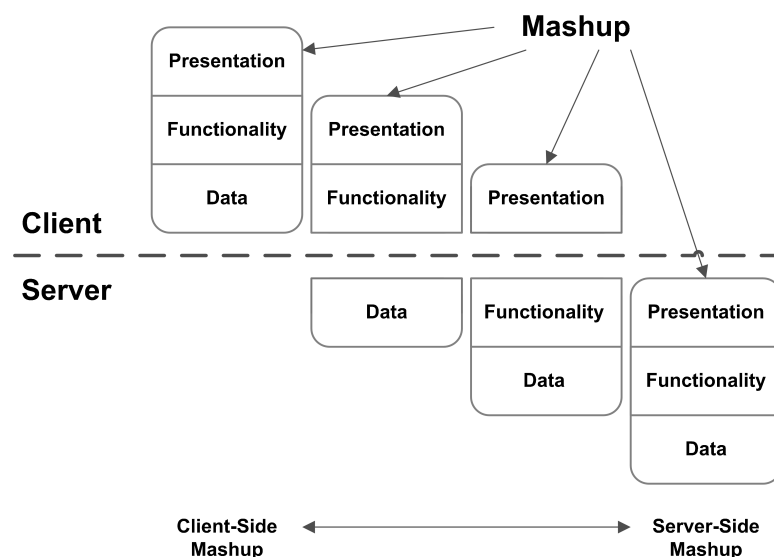 Mashup
Presentation
Functionality
Presentation
Data
Functionality
Presentation
Client
Server
Data
Functionality
Presentation
Data
Functionality
Data
Client-Side
Mashup
Server-Side
Mashup